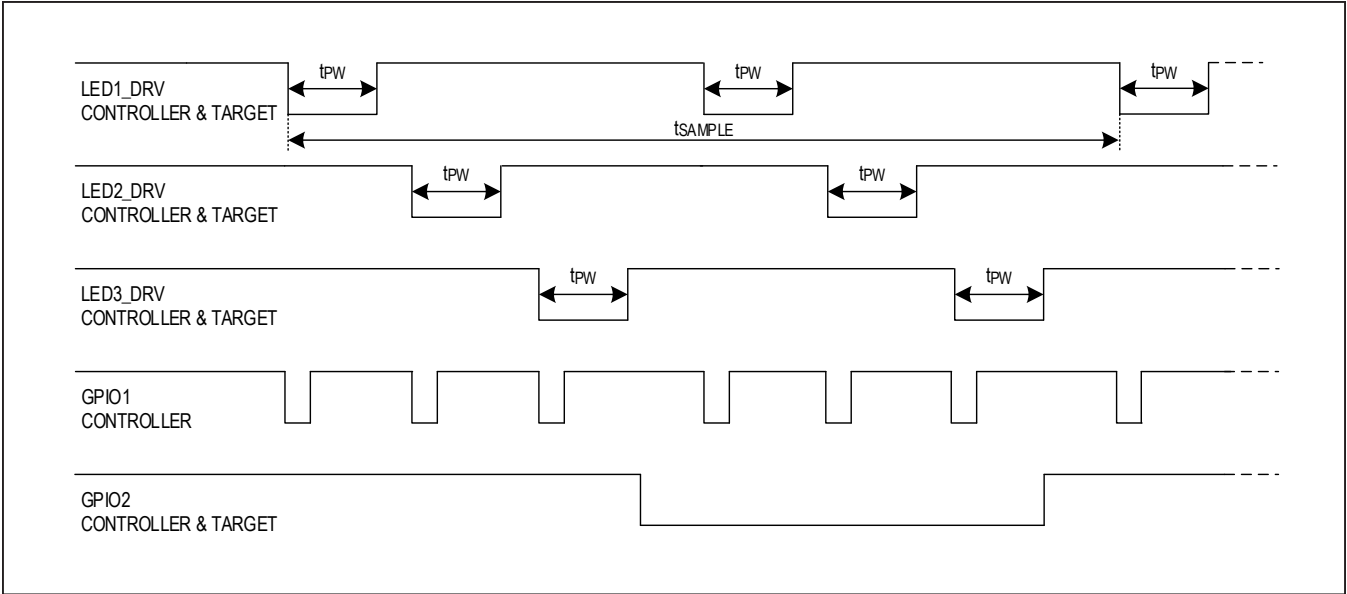 tPW
tPW
tPW
LED1_DRV
CONTROLLER & TARGET
tSAMPLE
tPW
tPW
LED2_DRV
CONTROLLER & TARGET
tPW
tPW
LED3_DRV
CONTROLLER & TARGET
GPIO1
CONTROLLER
GPIO2
CONTROLLER & TARGET